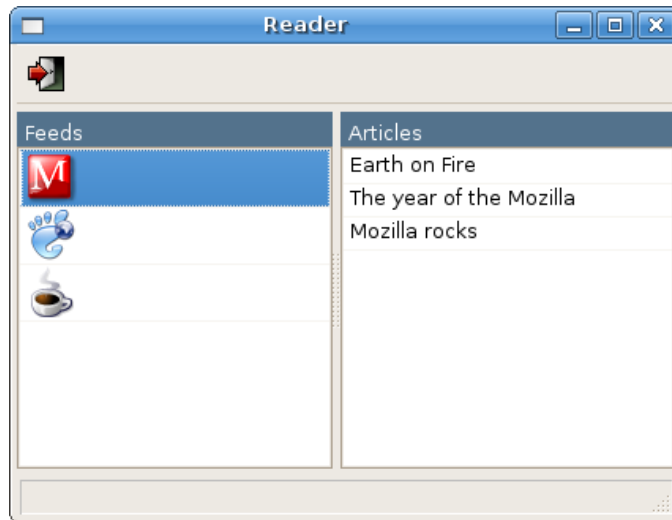 Reader
Feeds
M
Articles
Earth on Fire
The year of the Mozilla
Mozilla rocks